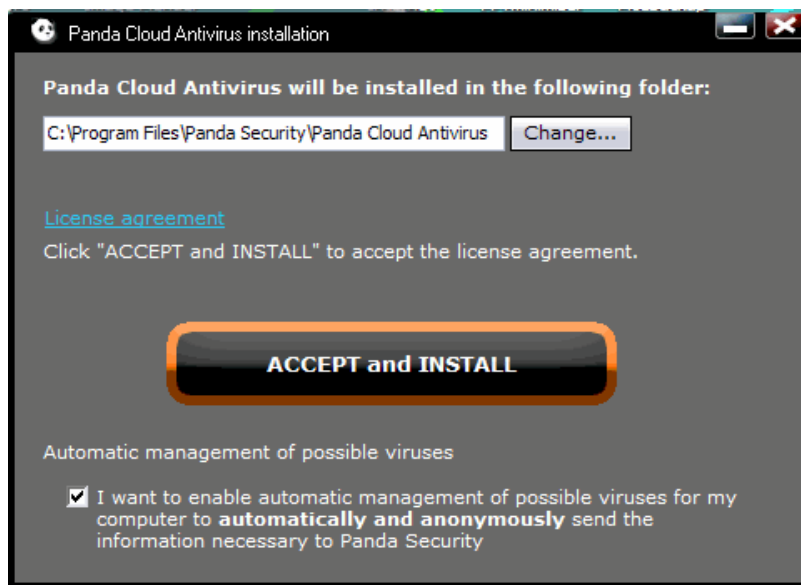 Panda Cloud Antivirus installation
Panda Cloud Antivirus will be installed in the following folder:
C:\Program Files\Panda Security\Panda Cloud Antivirus
Change...
License agreement
Click "ACCEPT and INSTALL" to accept the license agreement.
ACCEPT and INSTALL
Automatic management of possible viruses
I want to enable automatic management of possible viruses for my
computer to automatically and anonymously send the
information necessary to Panda Security